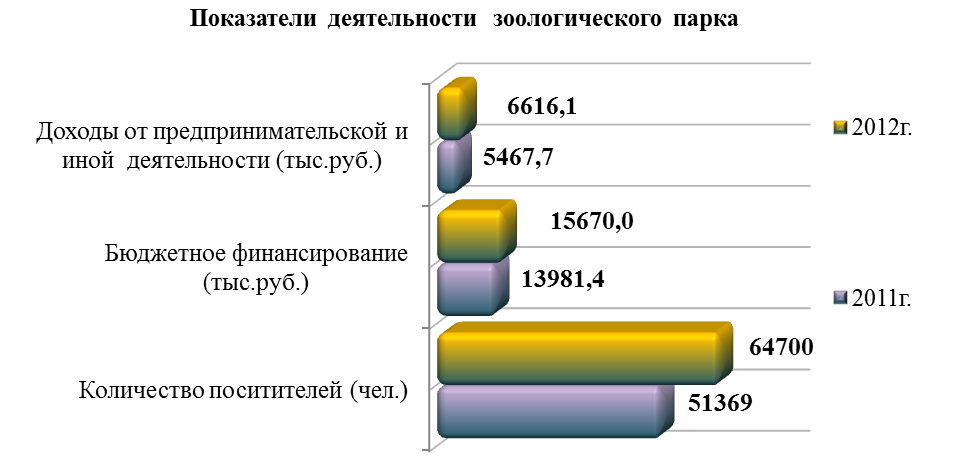 Показатели деятельности зоологического парка
Доходы от предпринимательской и
иной деятельности (тыс.руб.)
6616,1
5467,7
2012г.
Бюджетное финансирование
(тыс.руб.)
15670,0
13981,4
2011г.
Количество поситителей (чел.)
64700
51369